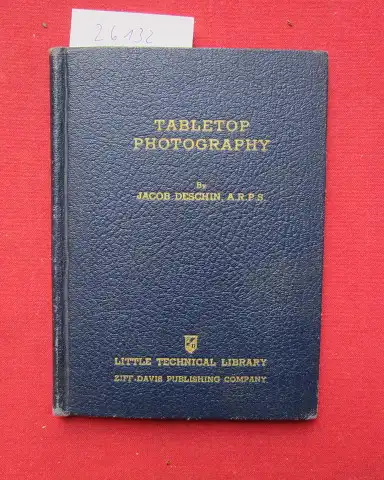 26132
TABLETOP
PHOTOGRAPHY
By
JACOB DESCHIN, A.R.P.S.
LITTLE TECHNICAL LIBRARY
ZIFF-DAVIS PUBLISHING COMPANY